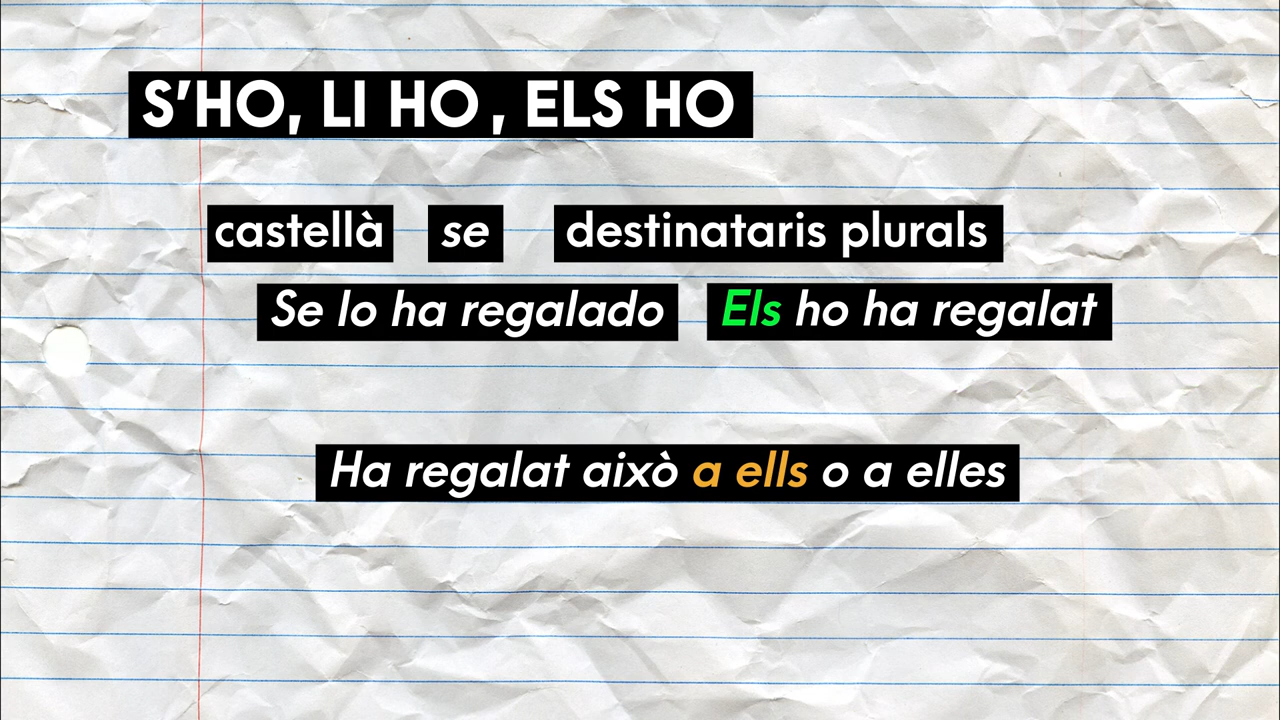 S'HO, LI HO, ELS HO
castellà se destinataris plurals
Se lo ha regalado Els ho ha regalat
Ha regalat això a ells o a elles